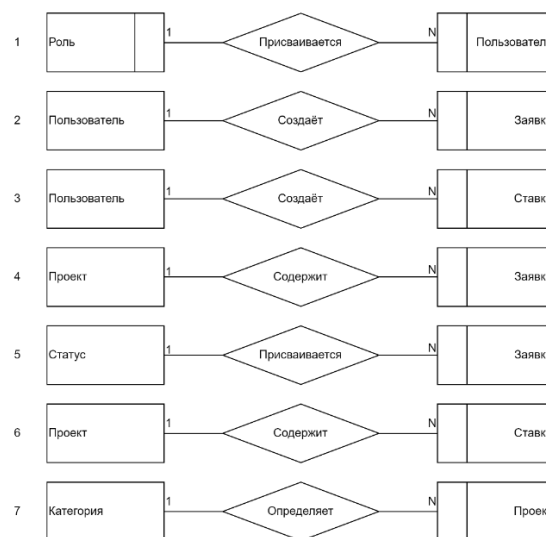 1 Роль 1 Присваивается N Пользовател
2 Пользователь 1 Создаёт N Заявк
3 Пользователь 1 Создаёт N Ставк
4 Проект 1 Содержит N Заявк
5 Статус 1 Присваивается N Заявк
6 Проект 1 Содержит N Ставк
7 Категория 1 Определяет N Проек